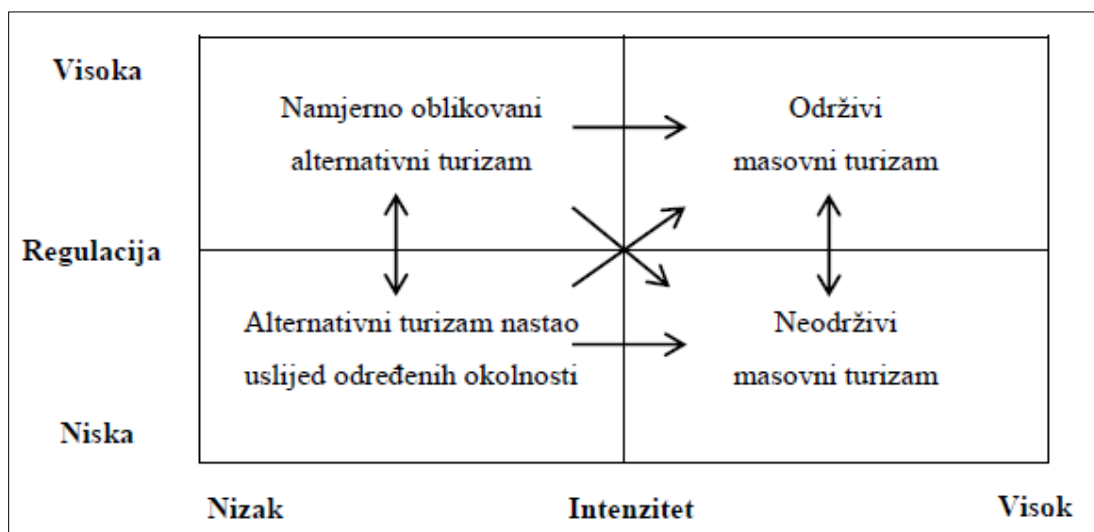 Visoka
Namjerno oblikovani
alternativni turizam
Održivi
masovni turizam
Regulacija
Alternativni turizam nastao
uslijed određenih okolnosti
Neodrživi
masovni turizam
Niska
Nizak
Intenzitet
Visok